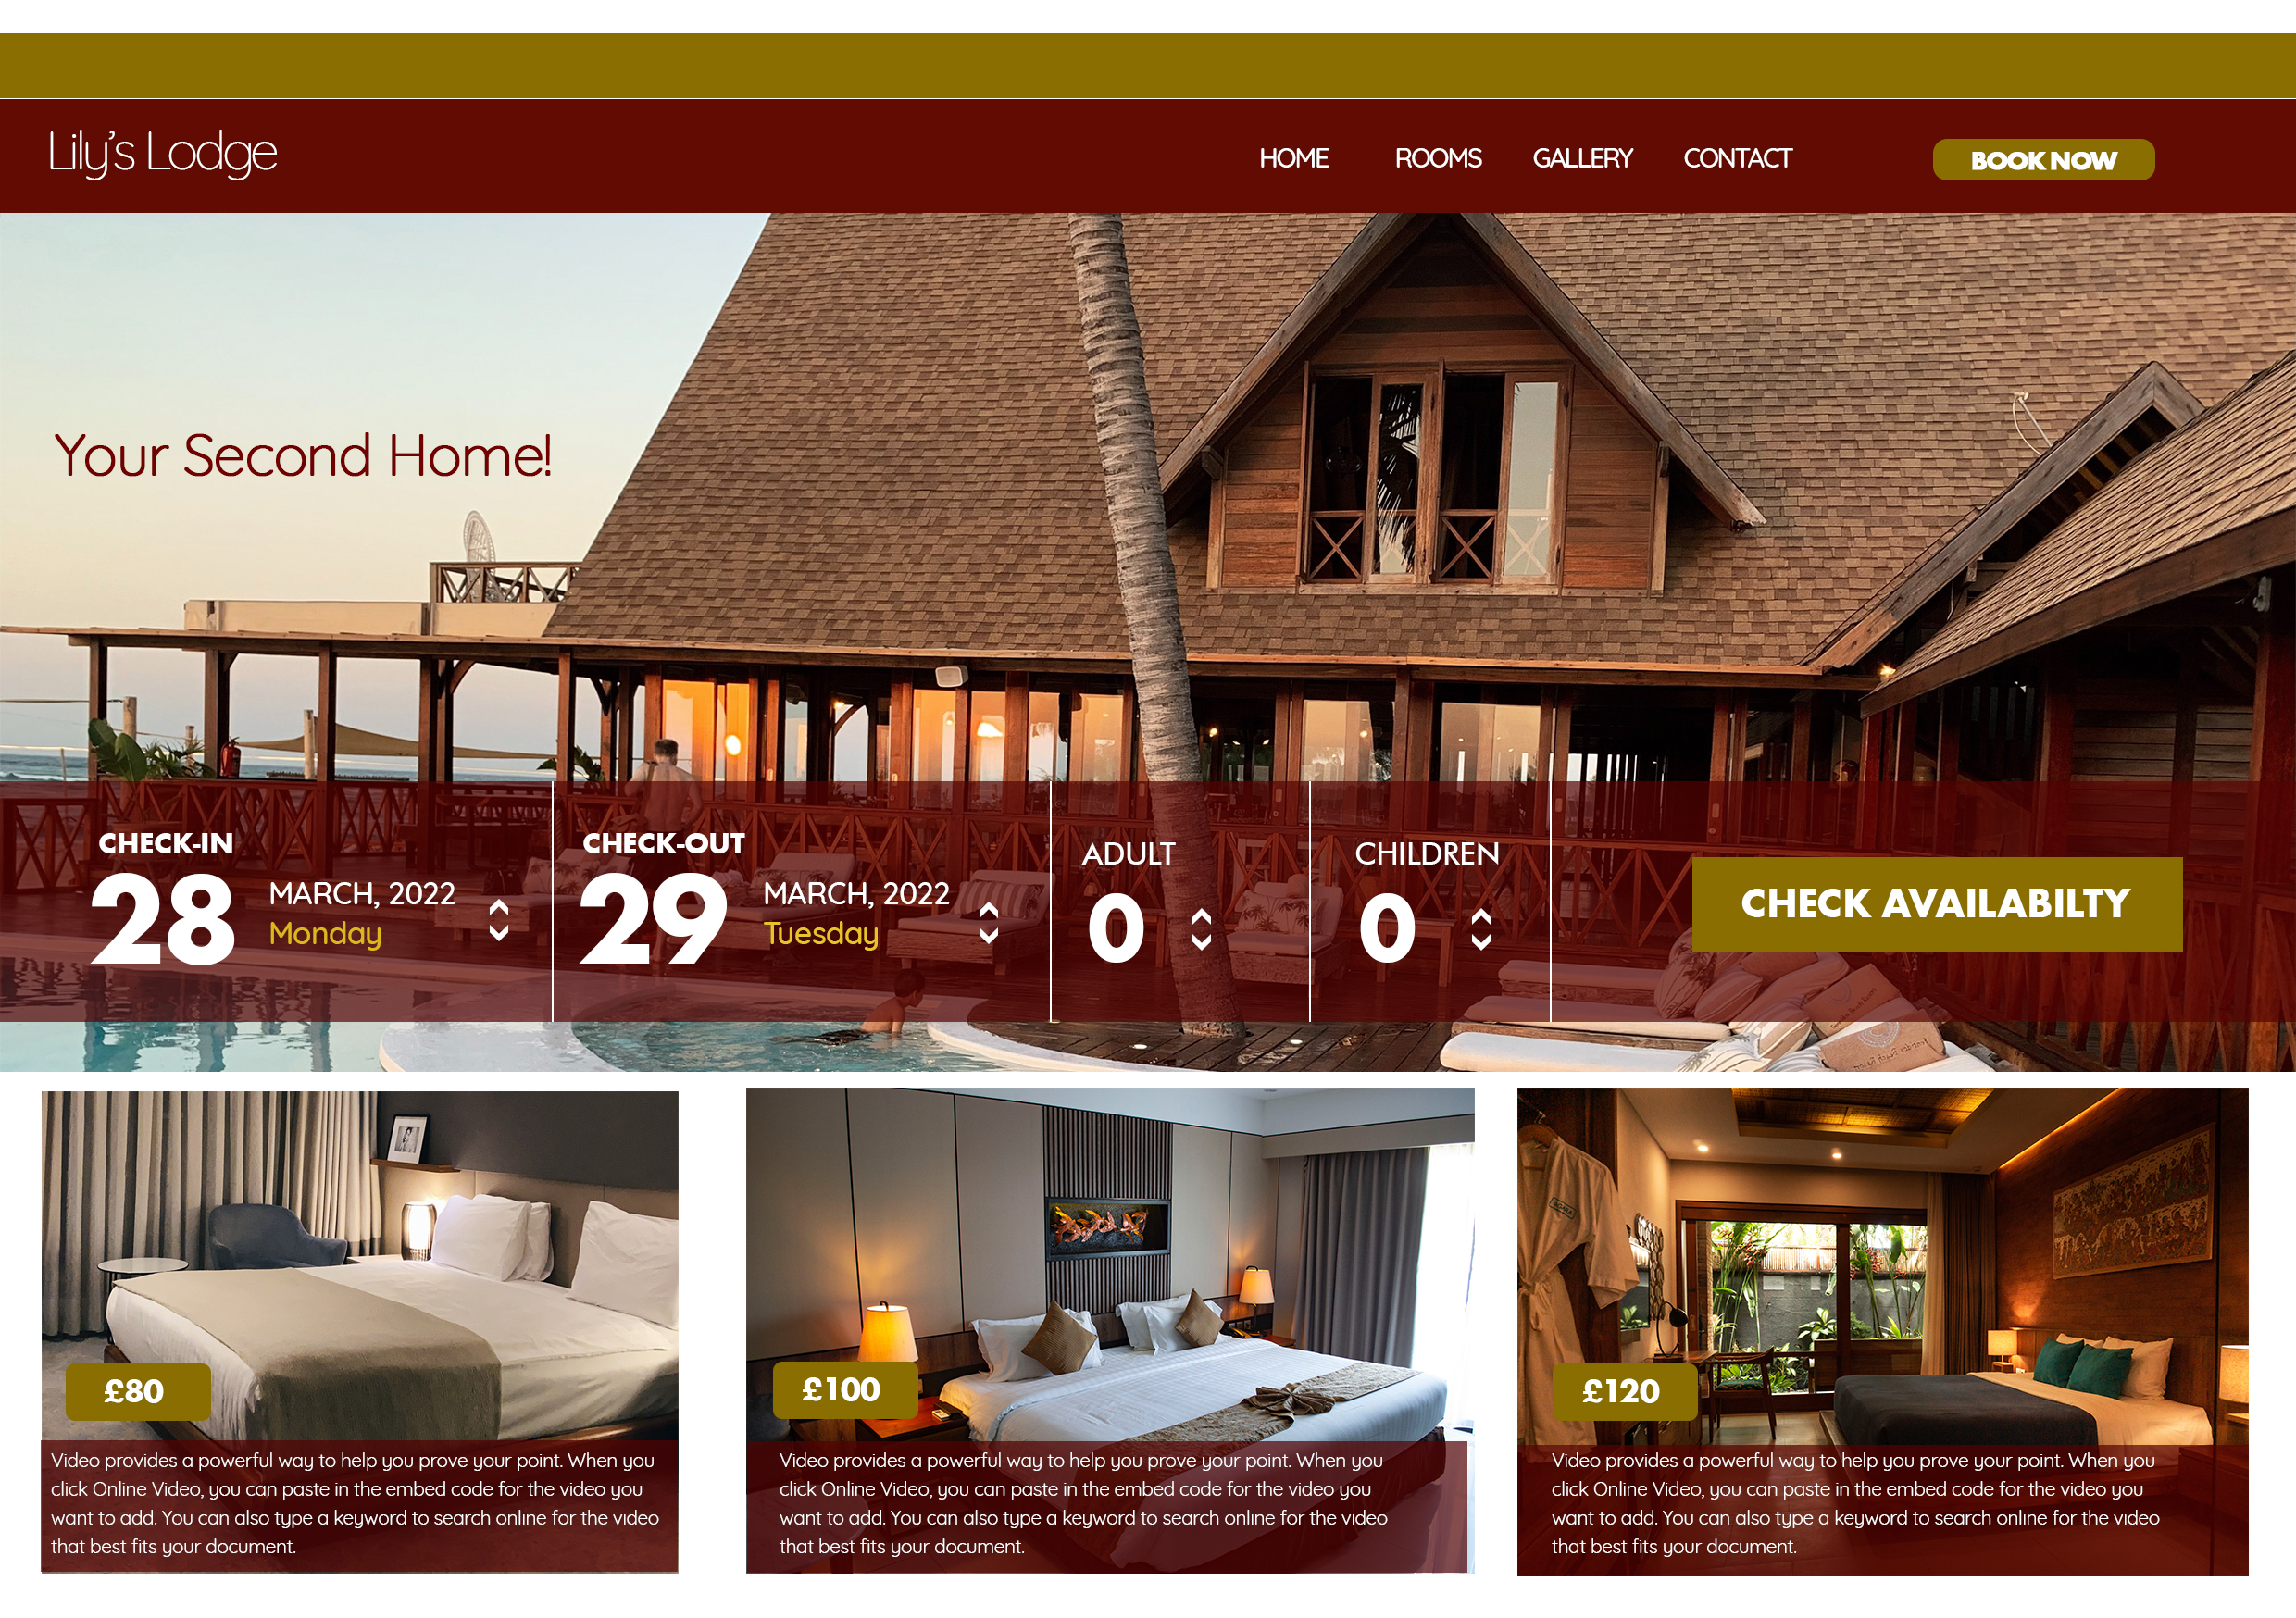 Lily's Lodge
HOME ROOMS GALLERY CONTACT BOOK NOW
Your Second Home!
CHECK-IN
28 MARCH, 2022
Monday
CHECK-OUT
29 MARCH, 2022
Tuesday
ADULT
0
CHILDREN
0
CHECK AVAILABILTY
£80
Video provides a powerful way to help you prove your point. When you
click Online Video, you can paste in the embed code for the video you
want to add. You can also type a keyword to search online for the video
that best fits your document.
£100
Video provides a powerful way to help you prove your point. When you
click Online Video, you can paste in the embed code for the video you
want to add. You can also type a keyword to search online for the video
that best fits your document.
£120
Video provides a powerful way to help you prove your point. When you
click Online Video, you can paste in the embed code for the video you
want to add. You can also type a keyword to search online for the video
that best fits your document.